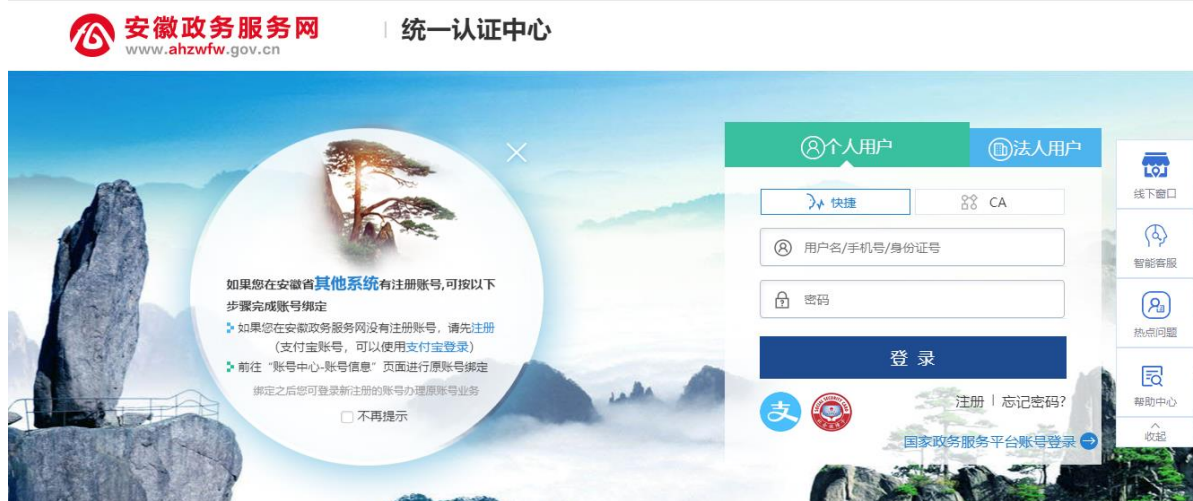 安徽政务服务网
www.ahzwfw.gov.cn
统一认证中心
如果您在安徽省其他系统有注册账号,可按以下
步骤完成账号绑定
如果您在安徽政务服务网没有注册账号，请先注册
(支付宝账号，可以使用支付宝登录)
前往“账号中心-账号信息”页面进行原账号绑定
绑定之后您可登录新注册的账号办理原账号业务
不再提示
个人用户
法人用户
快捷
CA
用户名/手机号/身份证号
密码
登录
支
注册 | 忘记密码?
国家政务服务平台账号登录
线下窗口
智能客服
热点问题
帮助中心
收起